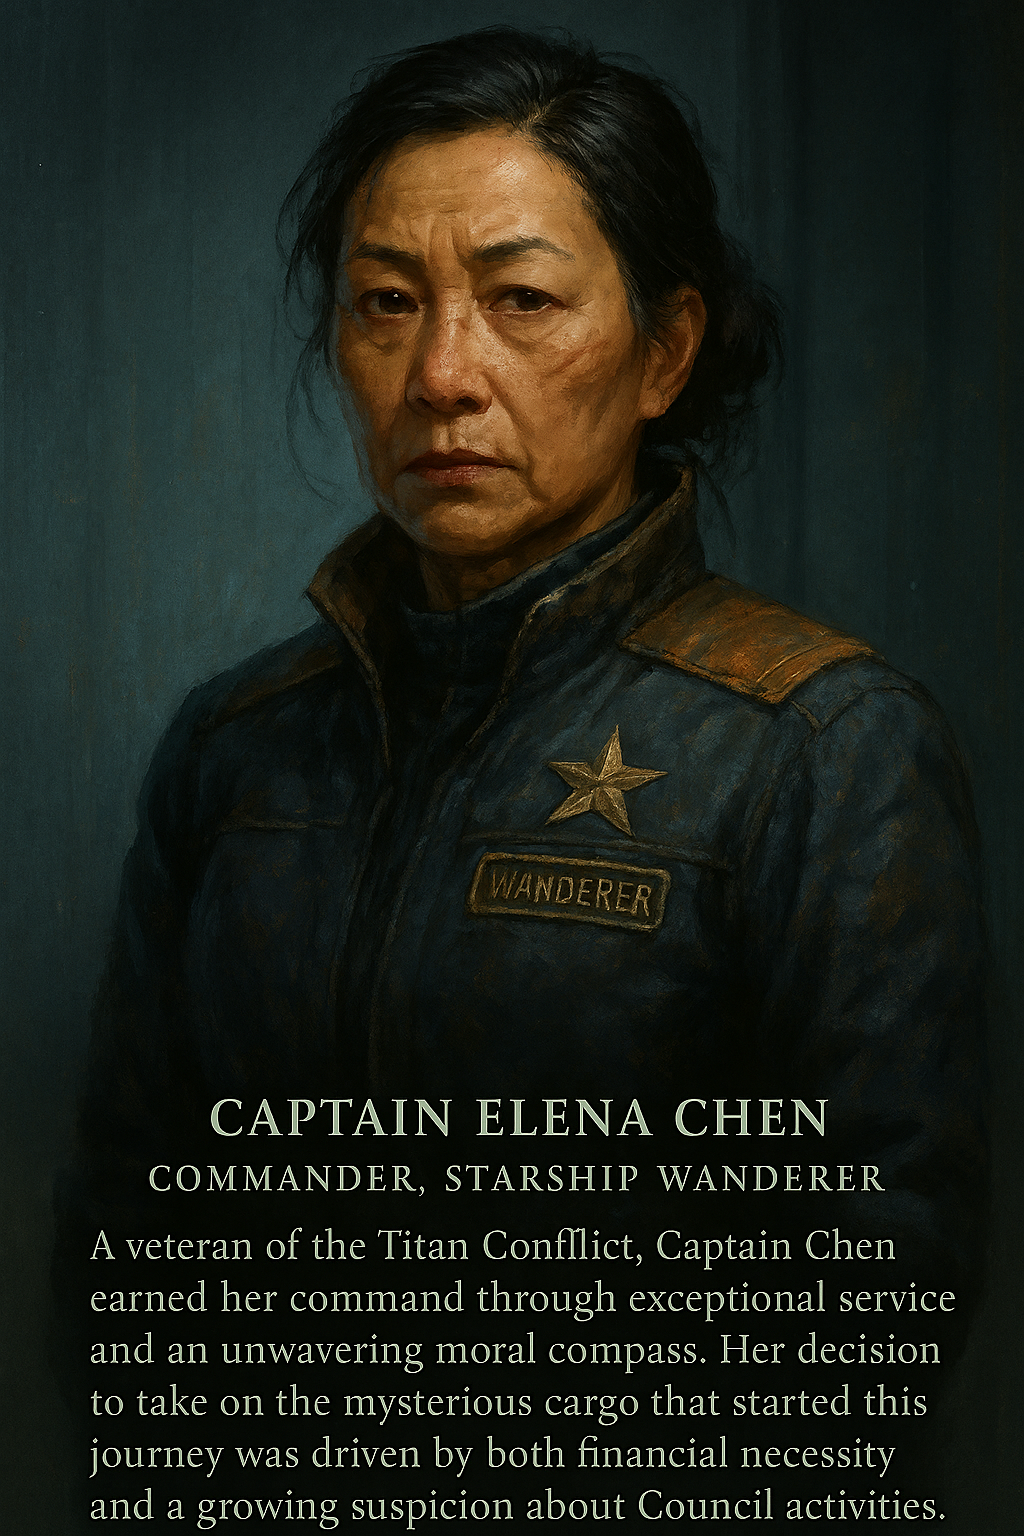 WANDERER
CAPTAIN ELENA CHEN
COMMANDER, STARSHIP WANDERER
A veteran of the Titan Conflict, Captain Chen
earned her command through exceptional service
and an unwavering moral compass. Her decision
to take on the mysterious cargo that started this
journey was driven by both financial necessity
and a growing suspicion about Council activities.